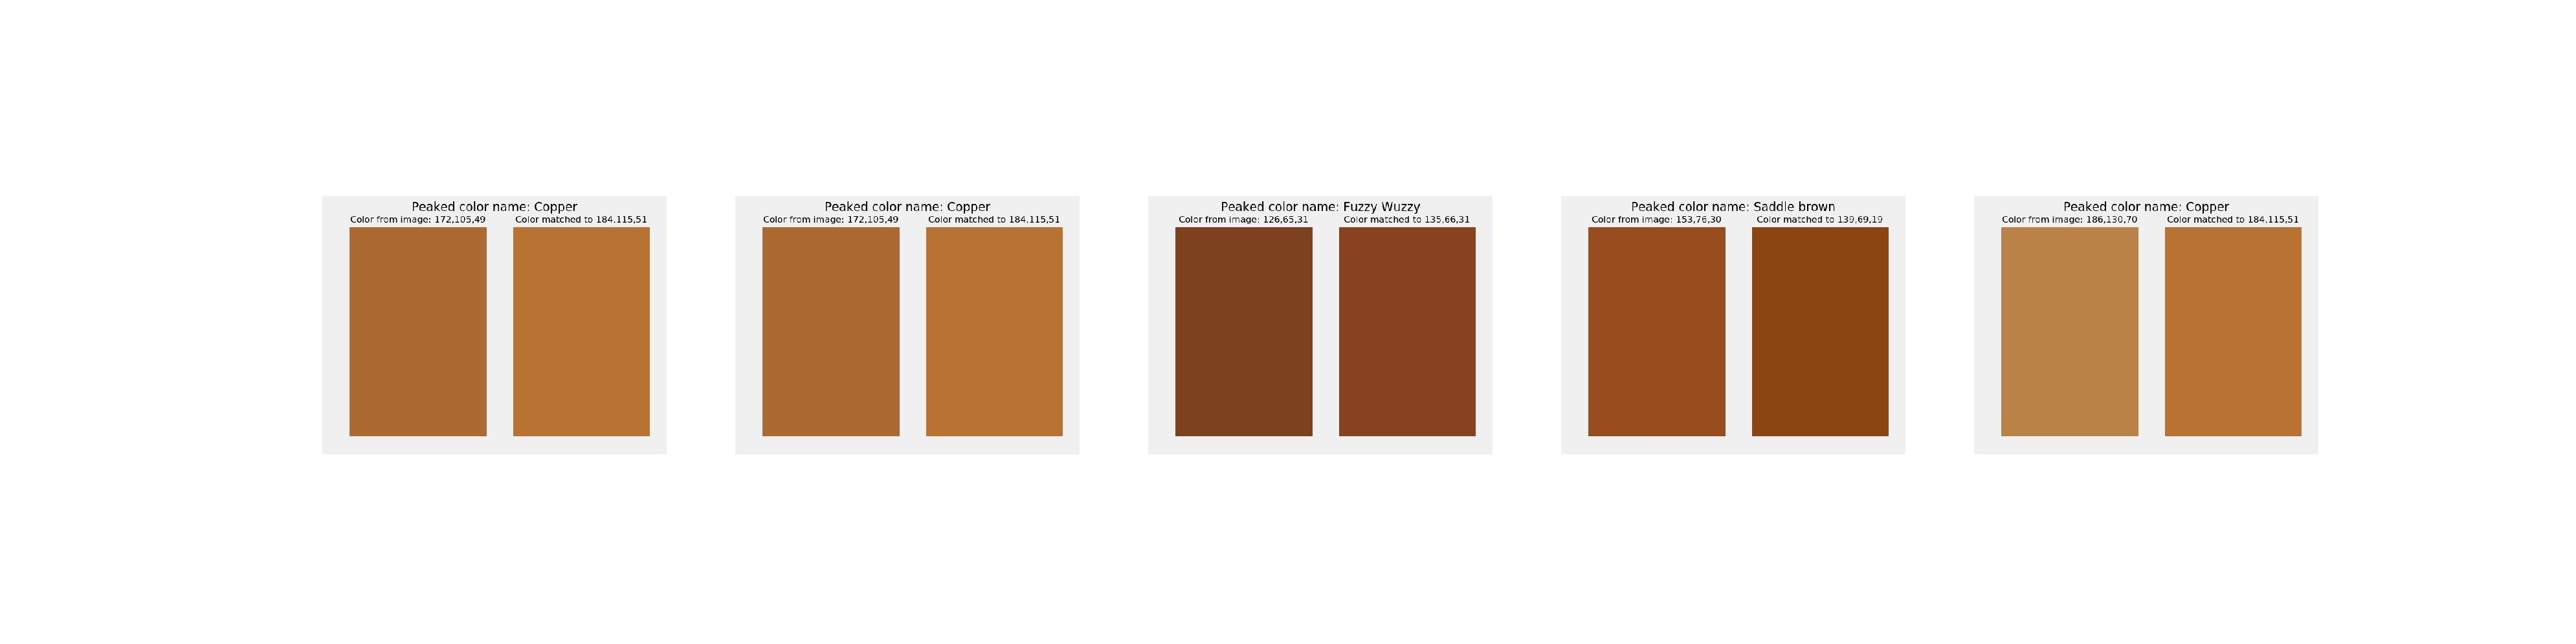 Peaked color name: Copper
Color from image: 172,105,49 Color matched to 184,115,51
Peaked color name: Copper
Color from image: 172,105,49 Color matched to 184,115,51
Peaked color name: Fuzzy Wuzzy
Color from image: 126,65,31 Color matched to 135,66,31
Peaked color name: Saddle brown
Color from image: 153,76,30 Color matched to 139,69,19
Peaked color name: Copper
Color from image: 186,130,70 Color matched to 184,115,51